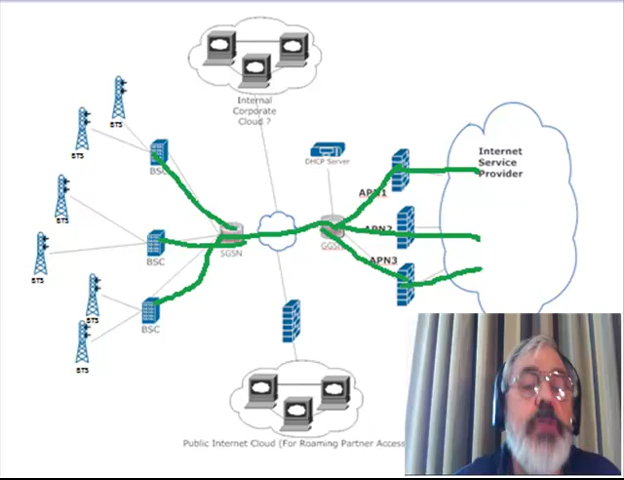 Internal
Corporate
Cloud ?
BTS
BTS
BSC
DHCP Server
Internet
Service
Provider
APN1
BTS
APN2
BTS
BSC
SGSN
GGSN
APN3
BTS
BSC
BTS
Public Internet Cloud (For Roaming Partner Access